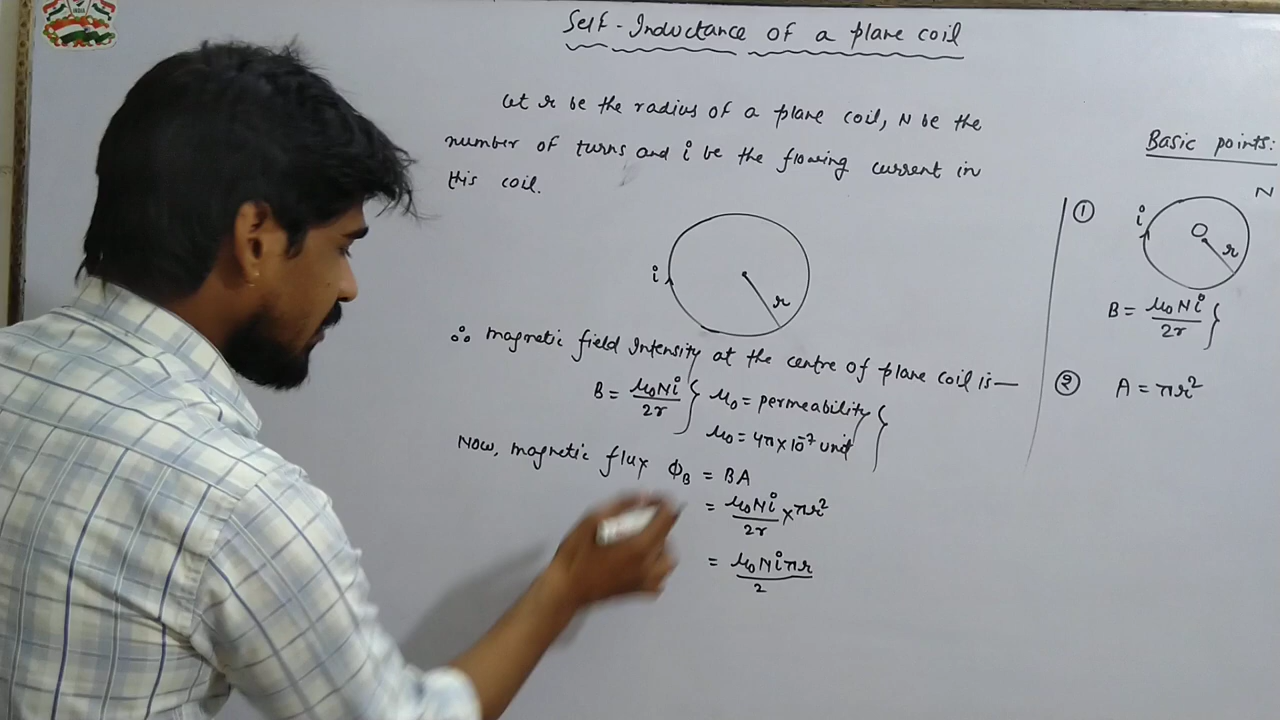 INDIA
Self-Inductance of a plane coil
Let r be the radius of a plane coil, N be the
number of turns and i be the flowing current in
this coil.
i
r
∴ magnetic field Intensity at the centre of plane coil is—
B = μ₀Ni/2r } μ₀ = permeability }
μ₀ = 4π×10⁻⁷ unit
Now, magnetic flux ϕ_B = BA
= μ₀Ni/2r × πr²
= μ₀Niπr/2
Basic points:
①
N
i
O
r
B = μ₀Ni/2r }
② A = πr²